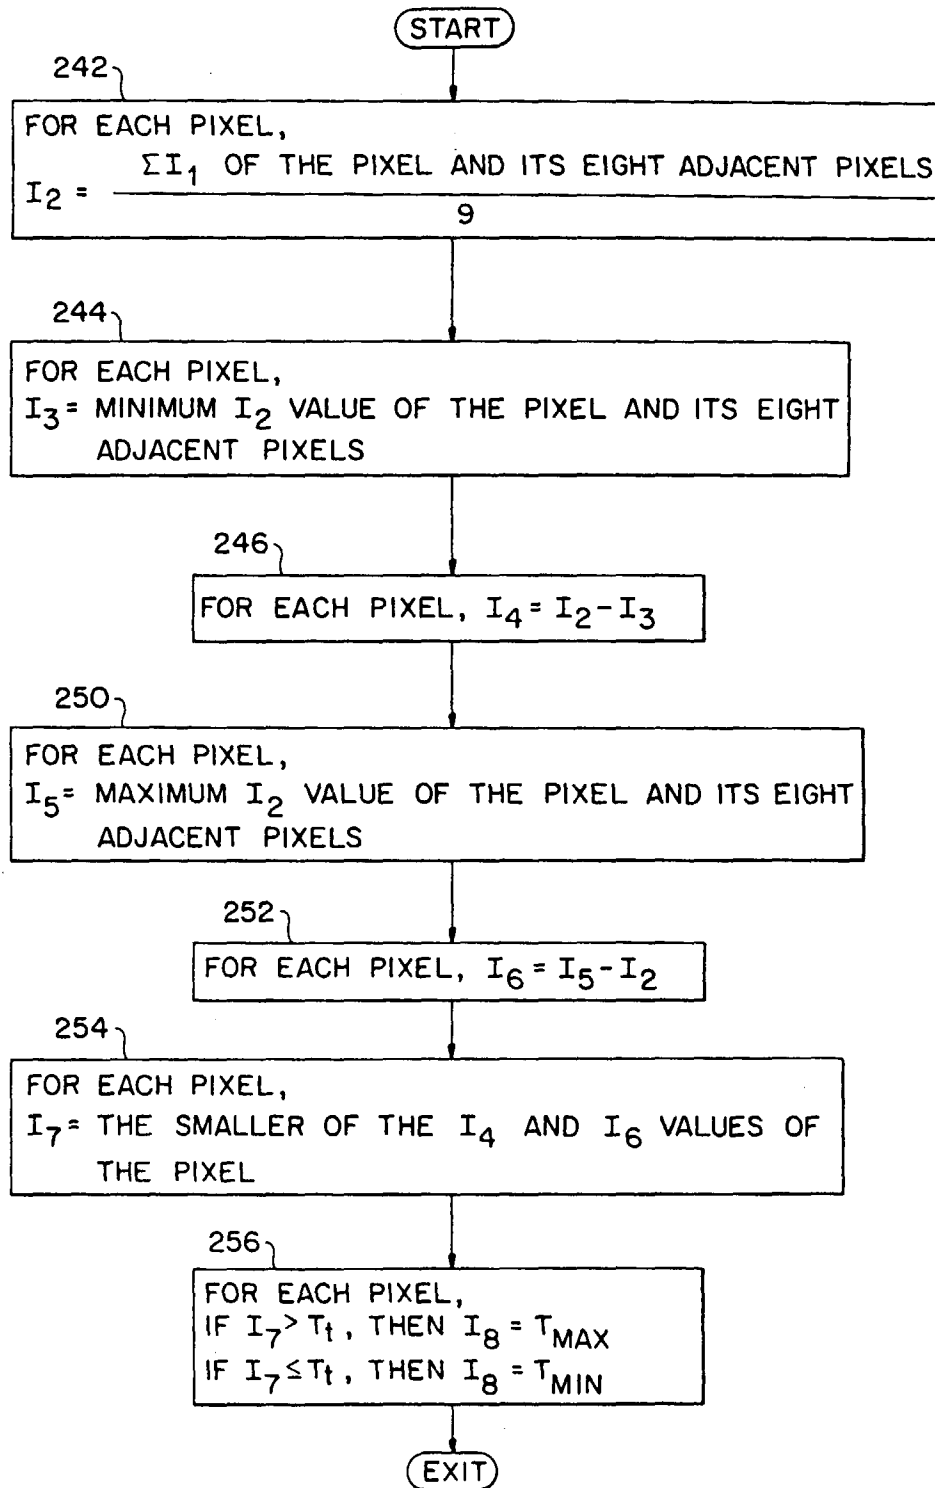 START
242
FOR EACH PIXEL,
ΣI₁ OF THE PIXEL AND ITS EIGHT ADJACENT PIXELS
I₂ =
9
244
FOR EACH PIXEL,
I₃ = MINIMUM I₂ VALUE OF THE PIXEL AND ITS EIGHT
ADJACENT PIXELS
246
FOR EACH PIXEL, I₄ = I₂ - I₃
250
FOR EACH PIXEL,
I₅ = MAXIMUM I₂ VALUE OF THE PIXEL AND ITS EIGHT
ADJACENT PIXELS
252
FOR EACH PIXEL, I₆ = I₅ - I₂
254
FOR EACH PIXEL,
I₇ = THE SMALLER OF THE I₄ AND I₆ VALUES OF
THE PIXEL
256
FOR EACH PIXEL,
IF I₇ > Tt, THEN I₈ = TMAX
IF I₇ ≤ Tt, THEN I₈ = TMIN
EXIT